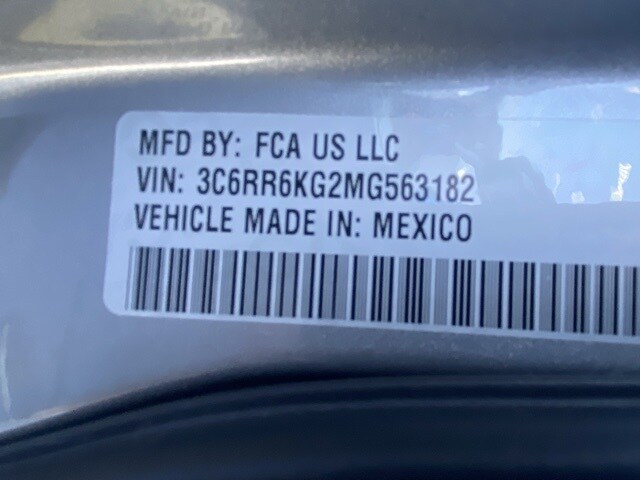 MFD BY: FCA US LLC
VIN: 3C6RR6KG2MG563182
VEHICLE MADE IN: MEXICO